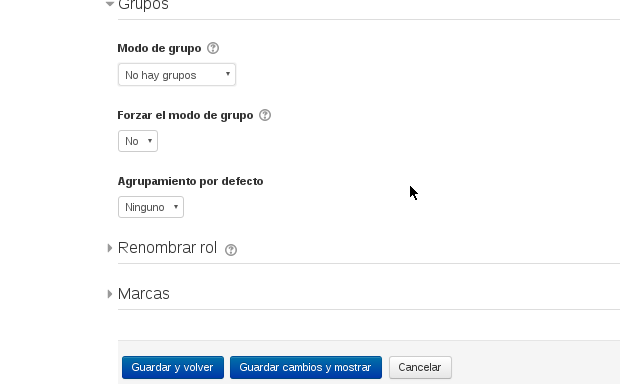 Grupos
Modo de grupo
No hay grupos
Forzar el modo de grupo
No
Agrupamiento por defecto
Ninguno
Renombrar rol
Marcas
Guardar y volver Guardar cambios y mostrar Cancelar